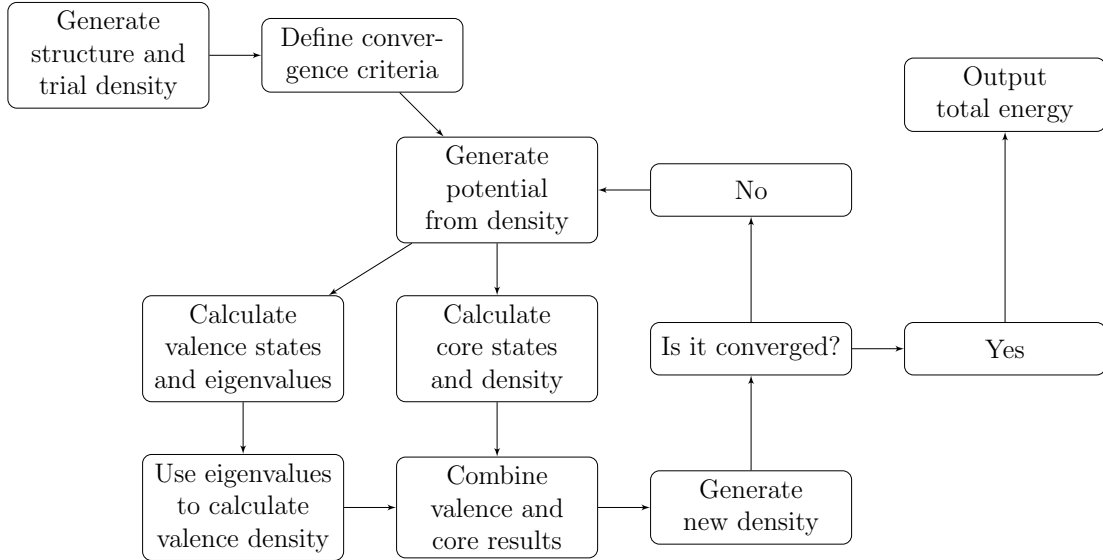 Generate
structure and
trial density
Define conver-
gence criteria
Output
total energy
Generate
potential
from density
No
Calculate
valence states
and eigenvalues
Calculate
core states
and density
Is it converged?
Yes
Use eigenvalues
to calculate
valence density
Combine
valence and
core results
Generate
new density